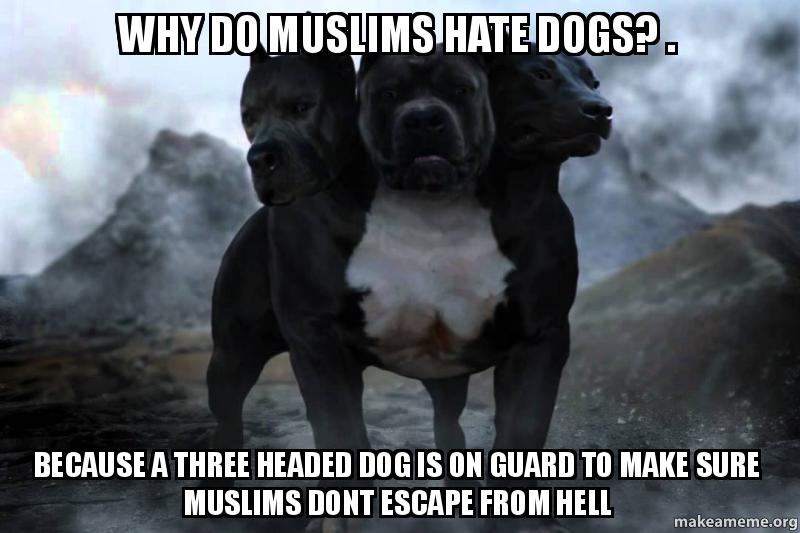 WHY DO MUSLIMS HATE DOGS? .
BECAUSE A THREE HEADED DOG IS ON GUARD TO MAKE SURE
MUSLIMS DONT ESCAPE FROM HELL
makeameme.org